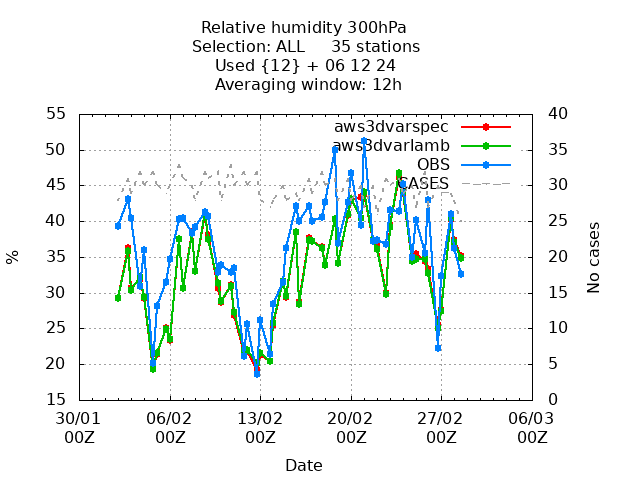 Relative humidity 300hPa
Selection: ALL     35 stations
Used {12} + 06 12 24
Averaging window: 12h
aws3dvarspec
aws3dvarlamb
OBS
CASES
55
50
45
40
35
30
25
20
15
%
40
35
30
25
20
15
10
5
0
No cases
30/01 06/02 13/02 20/02 27/02 06/03
00Z 00Z 00Z 00Z 00Z 00Z
Date